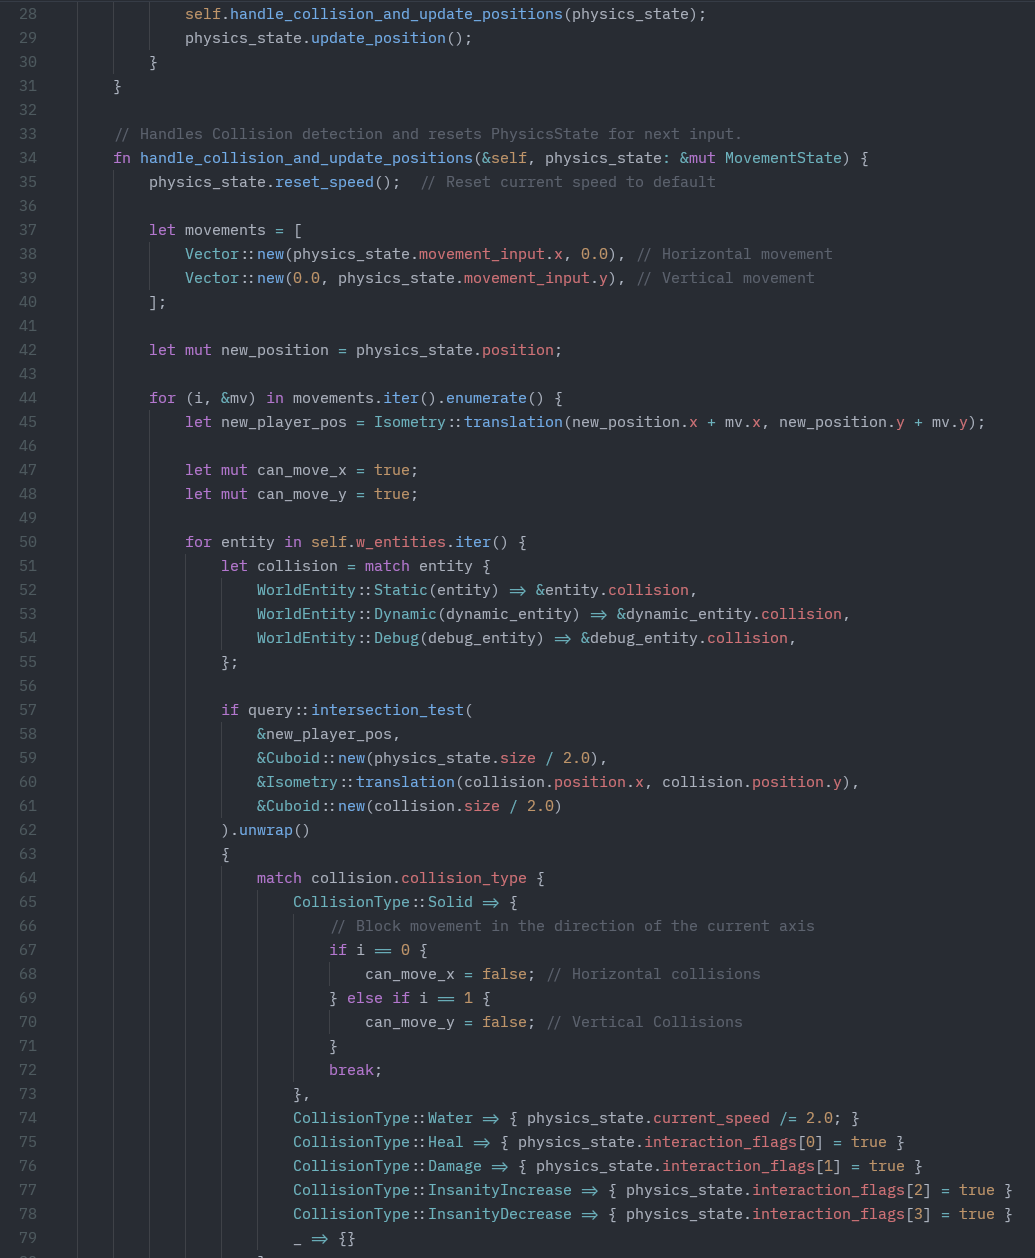 28 self.handle_collision_and_update_positions(physics_state);
29 physics_state.update_position();
30 }
31 }
32
33 // Handles Collision detection and resets PhysicsState for next input.
34 fn handle_collision_and_update_positions(&self, physics_state: &mut MovementState) {
35 physics_state.reset_speed(); // Reset current speed to default
36
37 let movements = [
38 Vector::new(physics_state.movement_input.x, 0.0), // Horizontal movement
39 Vector::new(0.0, physics_state.movement_input.y), // Vertical movement
40 ];
41
42 let mut new_position = physics_state.position;
43
44 for (i, &mv) in movements.iter().enumerate() {
45 let new_player_pos = Isometry::translation(new_position.x + mv.x, new_position.y + mv.y);
46
47 let mut can_move_x = true;
48 let mut can_move_y = true;
49
50 for entity in self.w_entities.iter() {
51 let collision = match entity {
52 WorldEntity::Static(entity) => &entity.collision,
53 WorldEntity::Dynamic(dynamic_entity) => &dynamic_entity.collision,
54 WorldEntity::Debug(debug_entity) => &debug_entity.collision,
55 };
56
57 if query::intersection_test(
58 &new_player_pos,
59 &Cuboid::new(physics_state.size / 2.0),
60 &Isometry::translation(collision.position.x, collision.position.y),
61 &Cuboid::new(collision.size / 2.0)
62 ).unwrap()
63 {
64 match collision.collision_type {
65 CollisionType::Solid => {
66 // Block movement in the direction of the current axis
67 if i == 0 {
68 can_move_x = false; // Horizontal collisions
69 } else if i == 1 {
70 can_move_y = false; // Vertical Collisions
71 }
72 break;
73 },
74 CollisionType::Water => { physics_state.current_speed /= 2.0; }
75 CollisionType::Heal => { physics_state.interaction_flags[0] = true }
76 CollisionType::Damage => { physics_state.interaction_flags[1] = true }
77 CollisionType::InsanityIncrease => { physics_state.interaction_flags[2] = true }
78 CollisionType::InsanityDecrease => { physics_state.interaction_flags[3] = true }
79 _ => {}